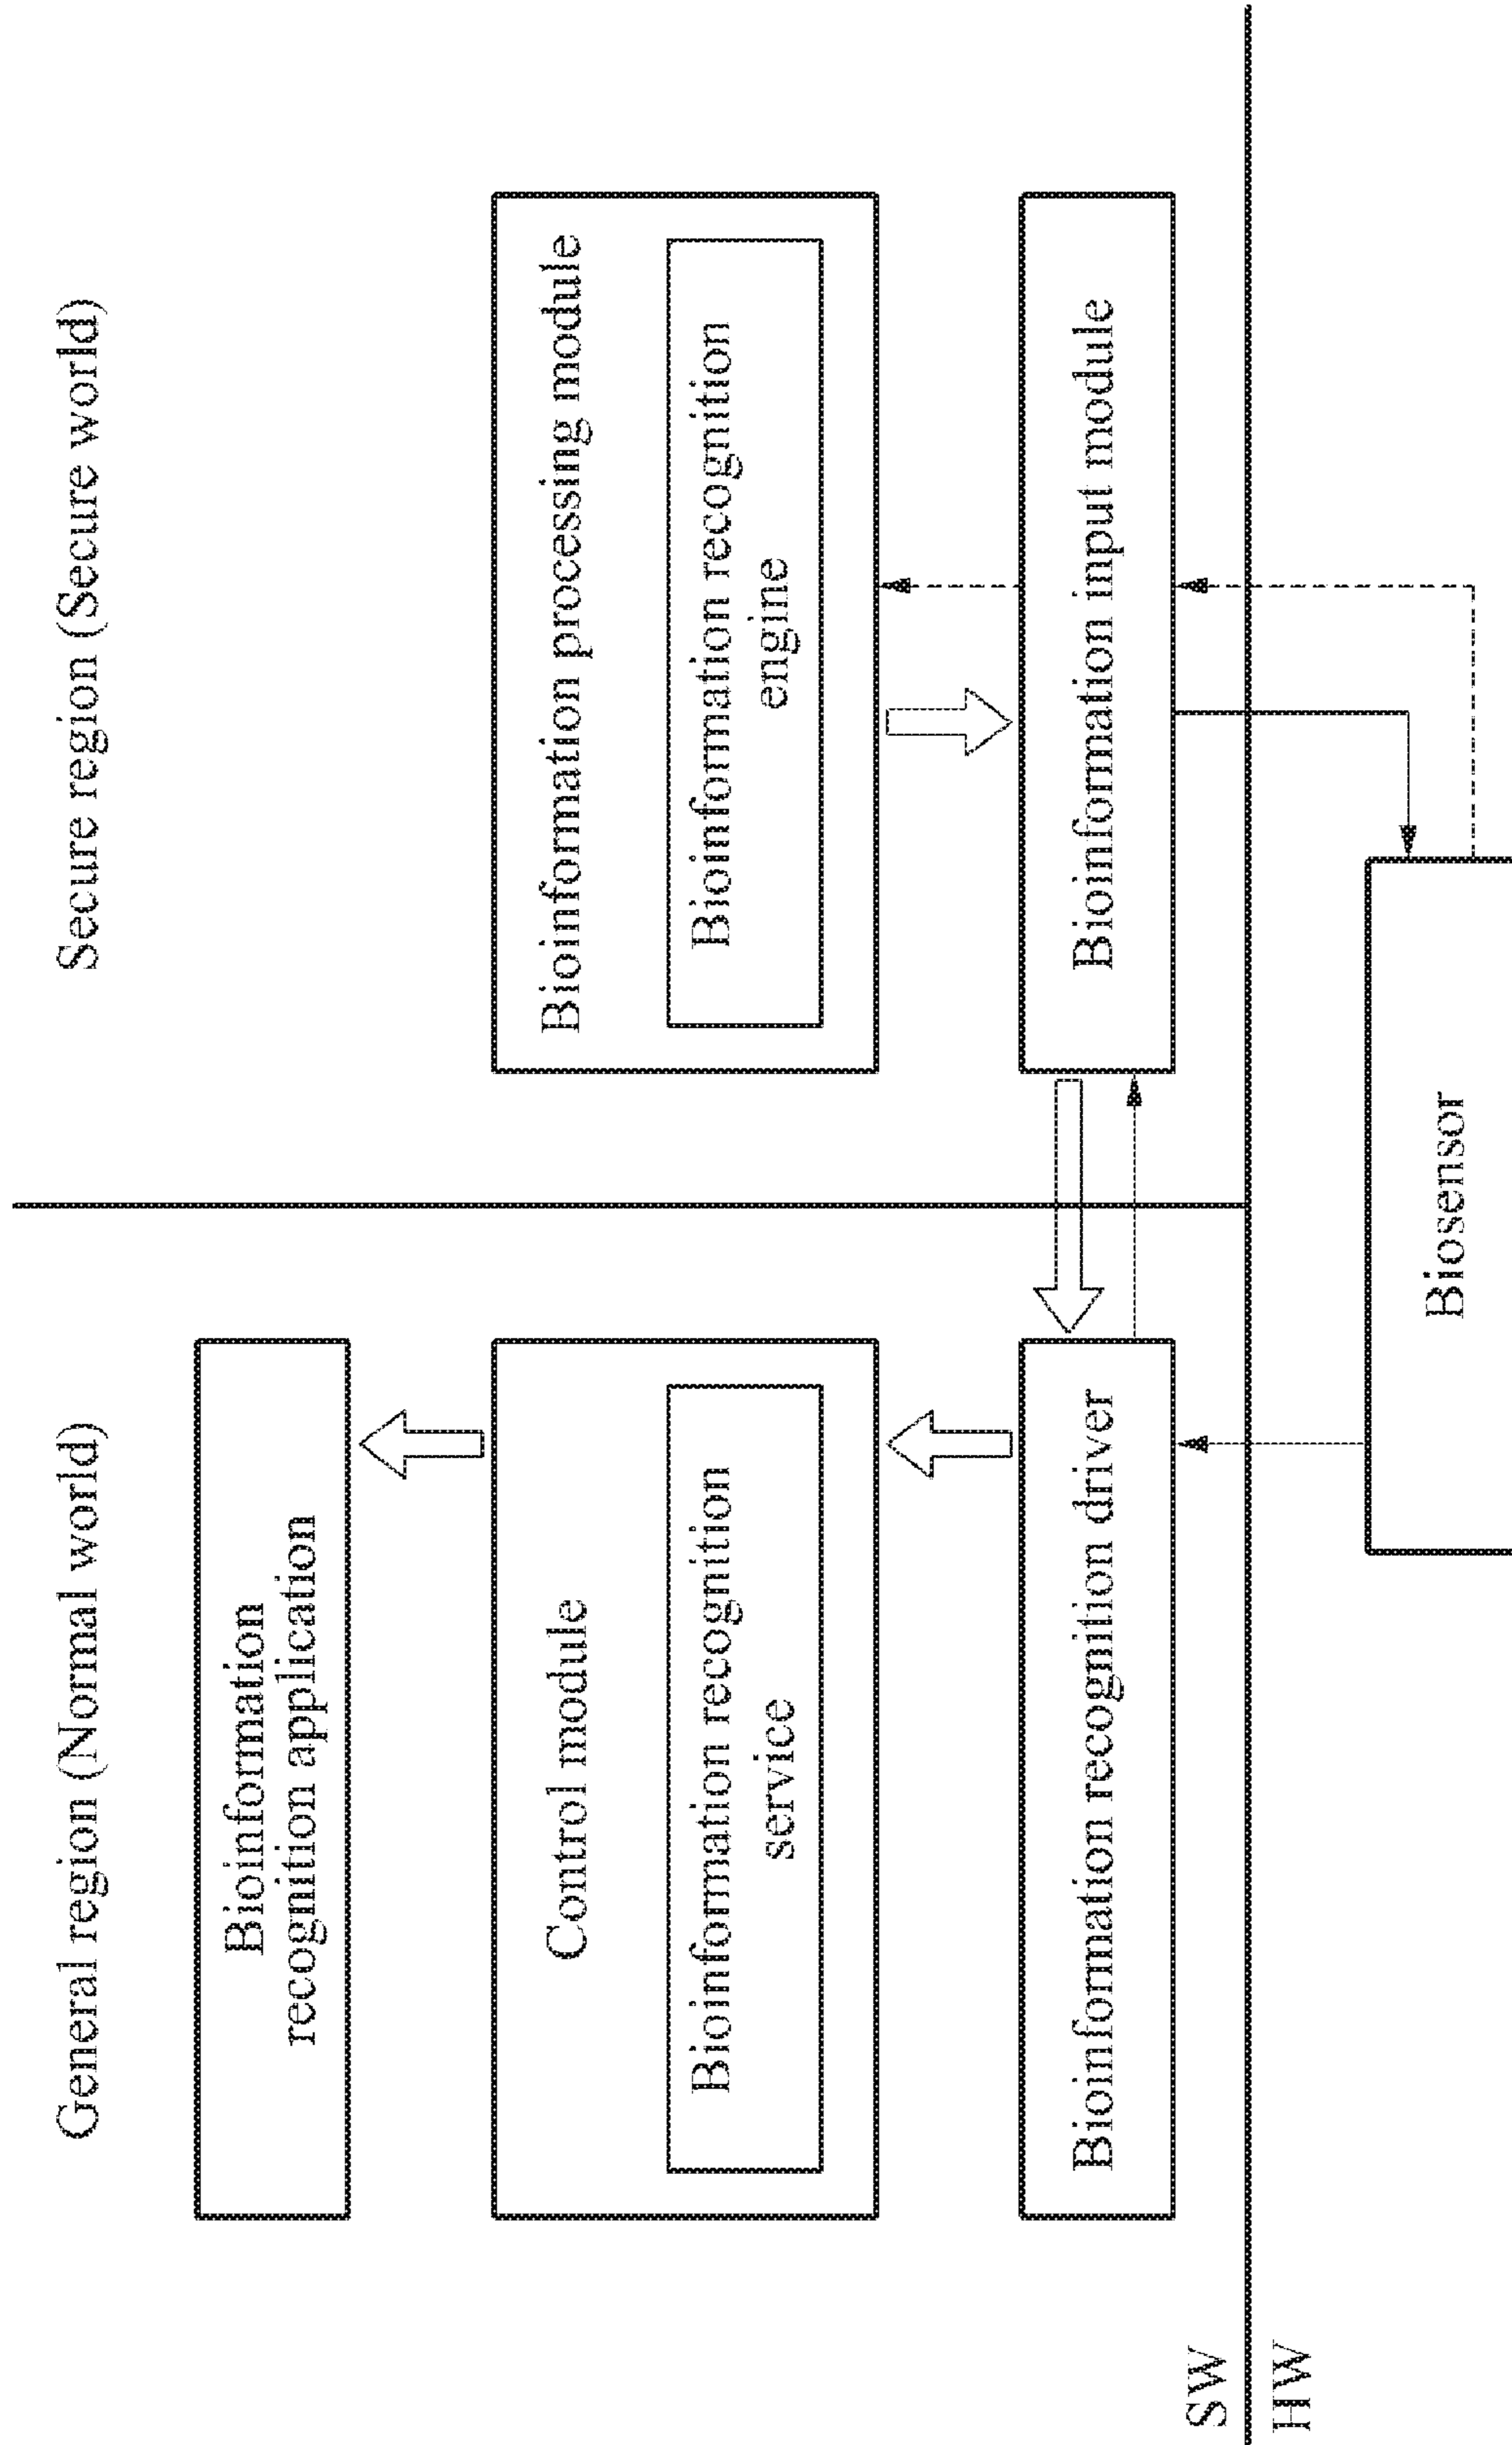 General region (Normal world)
Secure region (Secure world)
Bioinformation
recognition application
Control module
Bioinformation recognition
service
Bioinformation processing module
Bioinformation recognition
engine
Bioinformation recognition driver
Bioinformation input module
SW
HW
Biosensor